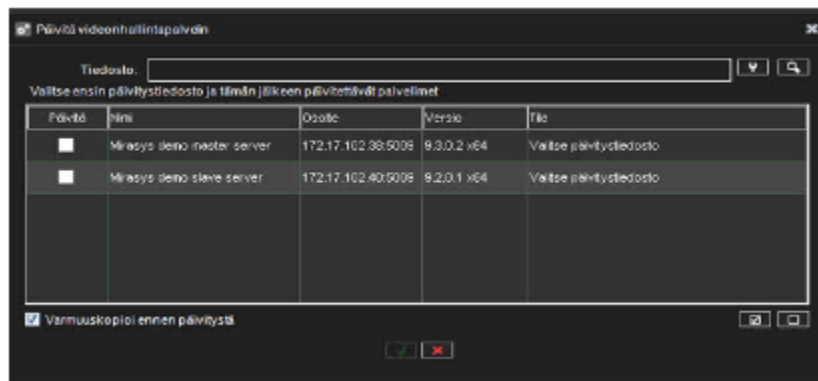 Päivitä videonhallintapalvelin
Tiedosto:
Valitse ensin päivitystiedosto ja tämän jälkeen päivitettävät palvelimet
Päivitä Nimi Osoite Versio Tila
Mirasys demo master server 172.17.102.38:5009 9.3.0.2 x64 Valitse päivitystiedosto
Mirasys demo slave server 172.17.102.40:5009 9.2.0.1 x64 Valitse päivitystiedosto
Varmuuskopioi ennen päivitystä